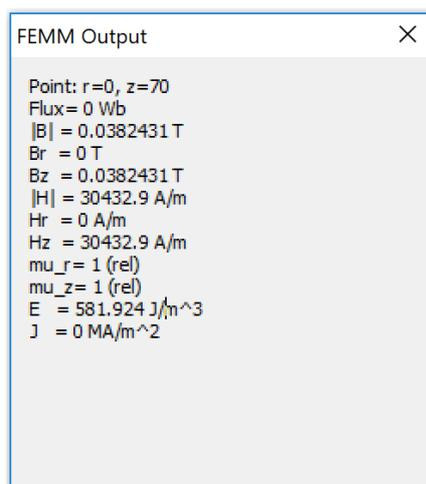 FEMM Output
Point: r=0, z=70
Flux= 0 Wb
|B| = 0.0382431 T
Br = 0 T
Bz = 0.0382431 T
|H| = 30432.9 A/m
Hr = 0 A/m
Hz = 30432.9 A/m
mu_r= 1 (rel)
mu_z= 1 (rel)
E = 581.924 J/m^3
J = 0 MA/m^2